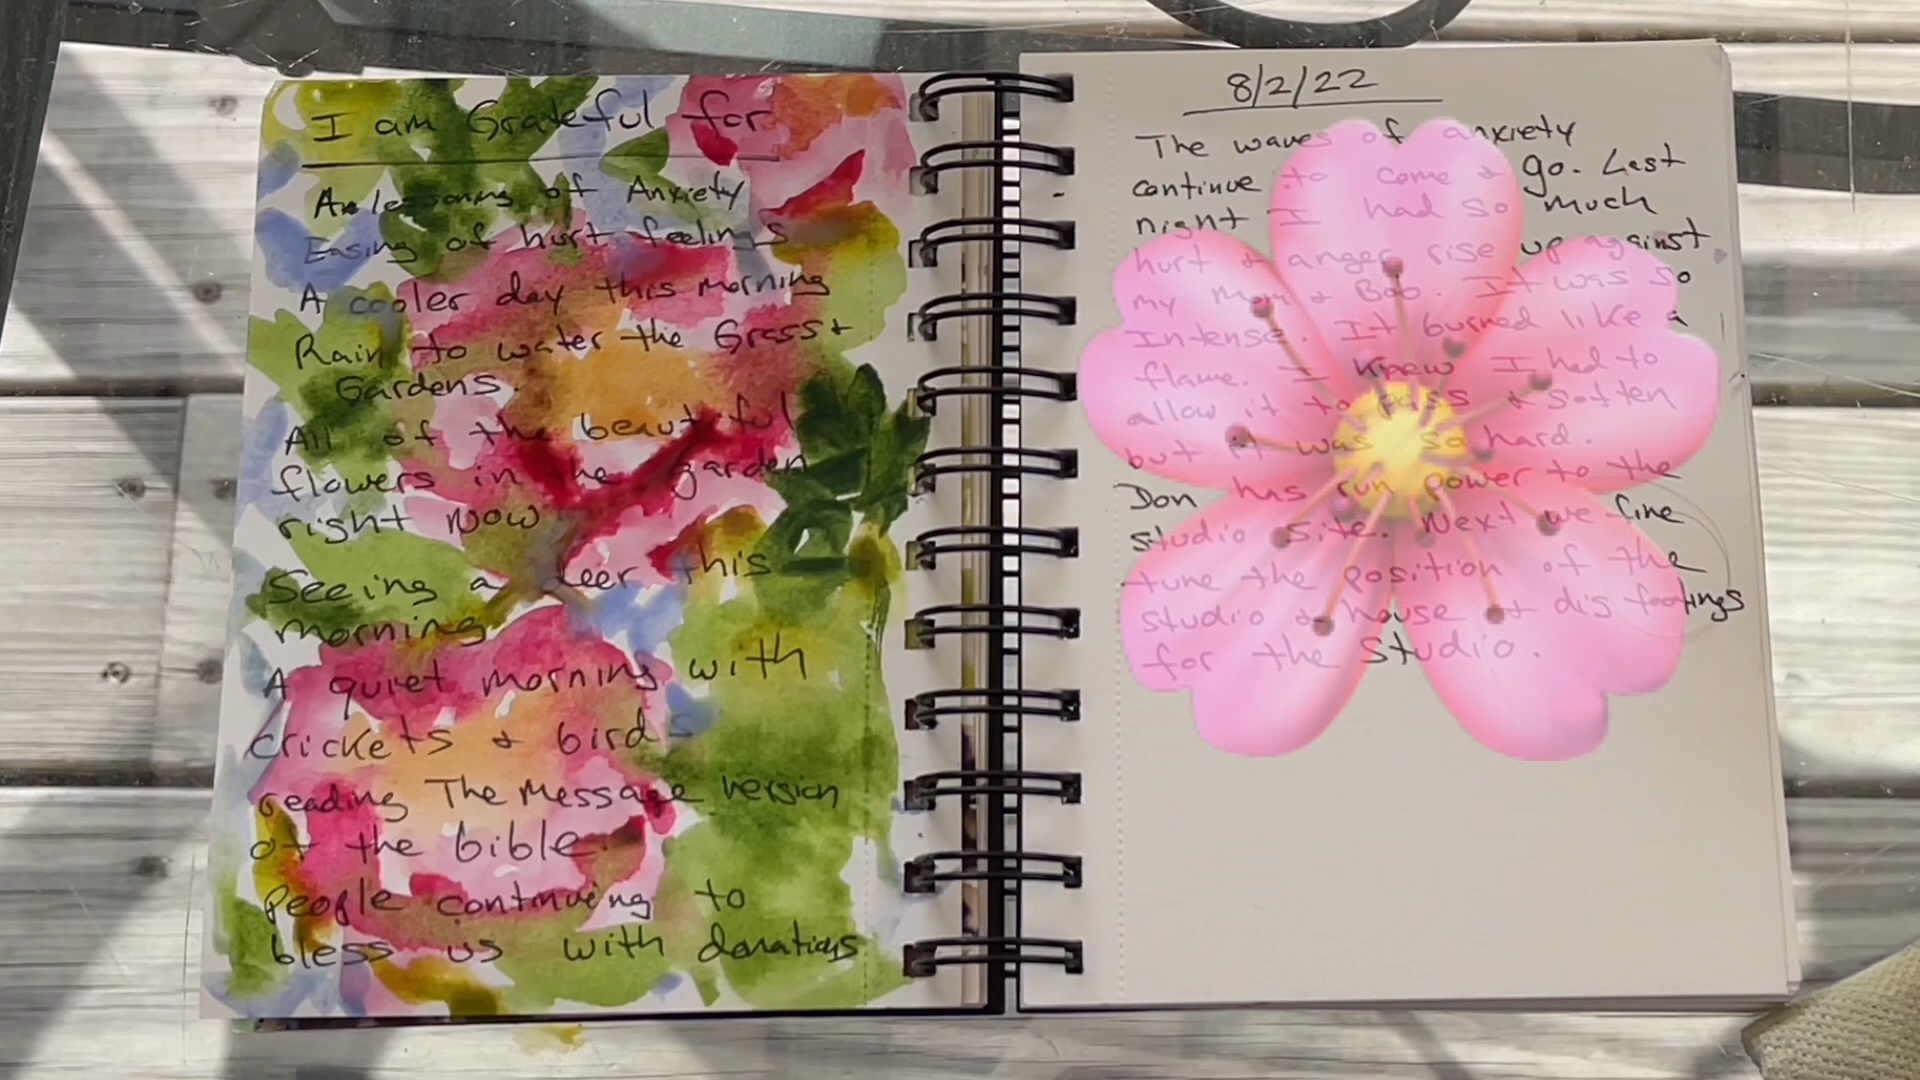 I am Grateful for
A lessoning of Anxiety
Easing of hurt feelings
A cooler day this morning
Rain to water the Grass +
Gardens.
All of the beautiful
flowers in the garden
right now
Seeing a deer this
morning
A quiet morning with
crickets + birds
reading The Message version
of the bible.
People continuing to
bless us with donations
8/2/22
The waves of anxiety
continue to come + go. Last
night I had so much
hurt + anger rise up against
my Mom + Bob. It was so
Intense. It burned like a
flame. I knew I had to
allow it to pass + soften
but it was so hard.
Don has run power to the
studio site. Next we fine
tune the position of the
studio + house + dig footings
for the studio.